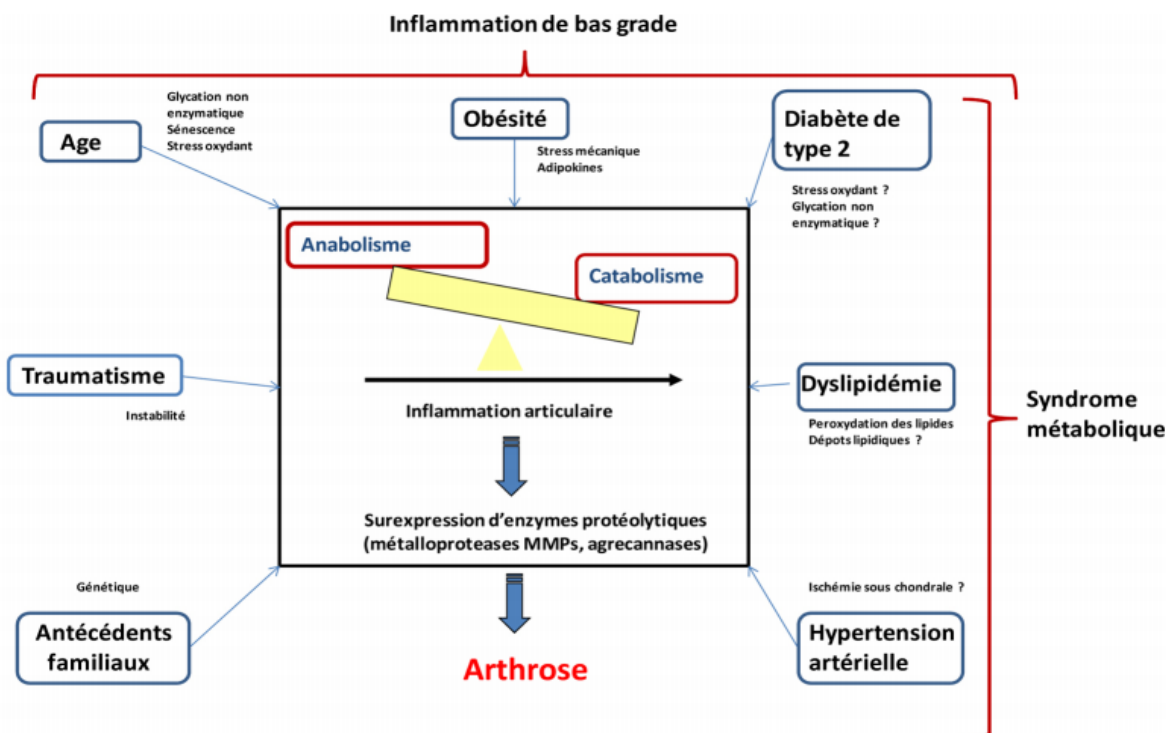 Inflammation de bas grade
Age
Glycation non
enzymatique
Sénescence
Stress oxydant
Obésité
Stress mécanique
Adipokines
Diabète de
type 2
Stress oxydant ?
Glycation non
enzymatique ?
Anabolisme
Catabolisme
Traumatisme
Instabilité
Inflammation articulaire
Dyslipidémie
Peroxydation des lipides
Dépots lipidiques ?
Syndrome
métabolique
Surexpression d’enzymes protéolytiques
(métalloproteases MMPs, agrecannases)
Génétique
Antécédents
familiaux
Ischémie sous chondrale ?
Hypertension
artérielle
Arthrose